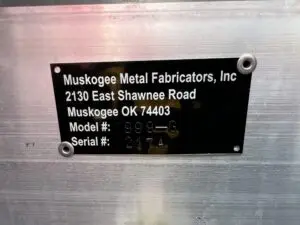 Muskogee Metal Fabricators, Inc
2130 East Shawnee Road
Muskogee OK 74403
Model #:
Serial #: